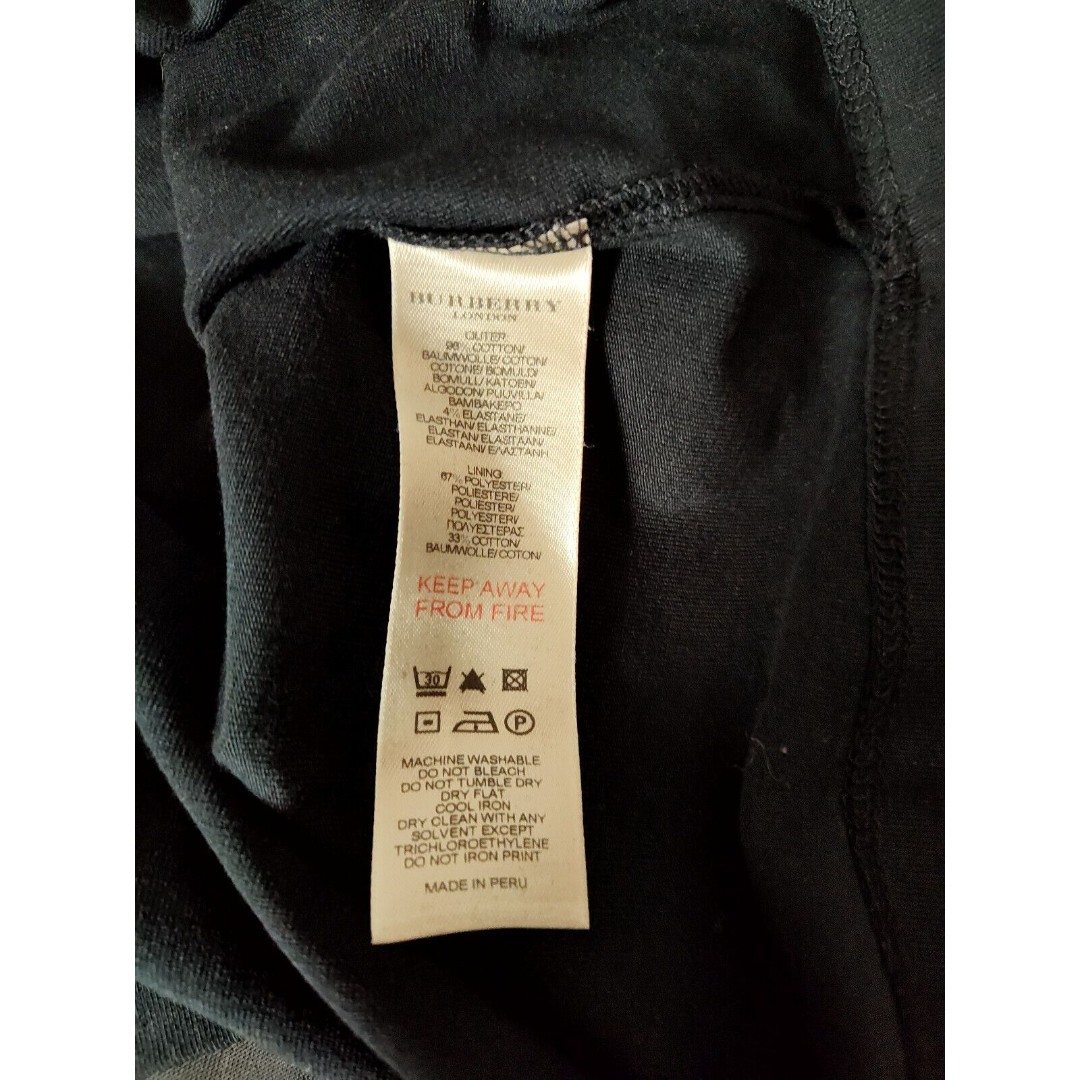 BURBERRY
LONDON
OUTER
96% COTTON/
BAUMWOLLE/COTON/
COTONE/BOMULD/
BOMULL/KATOEN/
ALGODON/PUUVILLA/
ΒΑΜΒΑΚΕΡΟ
4% ELASTANE/
ELASTHAN/ELASTHANNE/
ELASTAN/ELASTAAN/
ELASTAANI/ΕΛΑΣΤΑΝΗ
LINING
67% POLYESTER/
POLIESTERE/
POLIESTER/
POLYESTERI/
ΠΟΛΥΕΣΤΕΡΑΣ
33% COTTON/
BAUMWOLLE/COTON/
KEEP AWAY
FROM FIRE
30
P
MACHINE WASHABLE
DO NOT BLEACH
DO NOT TUMBLE DRY
DRY FLAT
COOL IRON
DRY CLEAN WITH ANY
SOLVENT EXCEPT
TRICHLOROETHYLENE
DO NOT IRON PRINT
MADE IN PERU